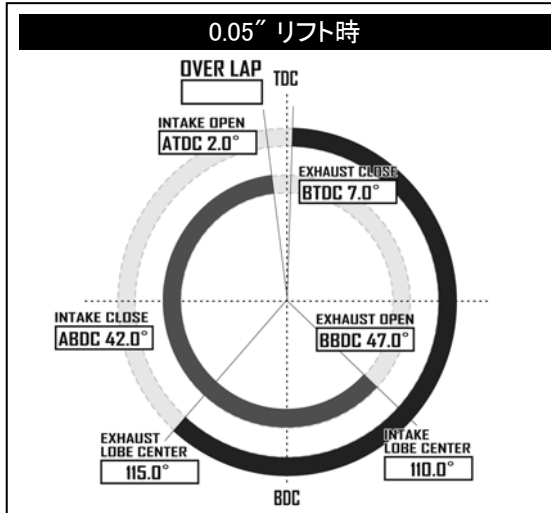 0.05″ リフト時
OVER LAP
TDC
INTAKE OPEN
ATDC 2.0°
EXHAUST CLOSE
BTDC 7.0°
INTAKE CLOSE
ABDC 42.0°
EXHAUST OPEN
BBDC 47.0°
EXHAUST
LOBE CENTER
115.0°
INTAKE
LOBE CENTER
110.0°
BDC